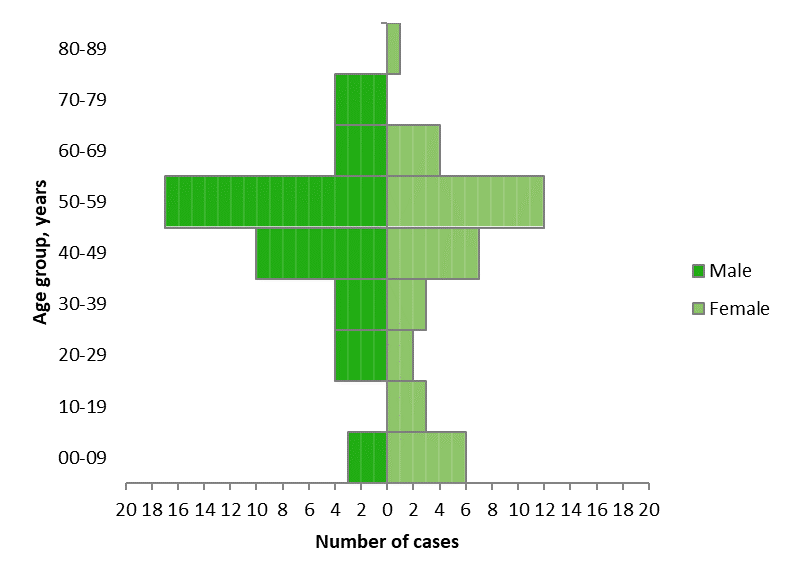 80-89
70-79
60-69
50-59
40-49
30-39
20-29
10-19
00-09
Age group, years
20 18 16 14 12 10 8 6 4 2 0 2 4 6 8 10 12 14 16 18 20
Number of cases
Male
Female